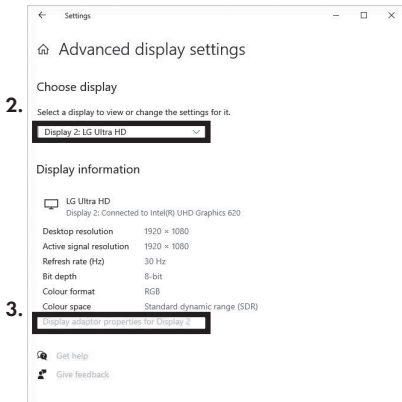 ← Settings
Advanced display settings
Choose display
2.
Select a display to view or change the settings for it.
Display 2: LG Ultra HD
Display information
LG Ultra HD
Display 2: Connected to Intel(R) UHD Graphics 620
Desktop resolution 1920 × 1080
Active signal resolution 1920 × 1080
Refresh rate (Hz) 30 Hz
Bit depth 8-bit
Colour format RGB
Colour space Standard dynamic range (SDR)
3.
Display adaptor properties for Display 2
Get help
Give feedback